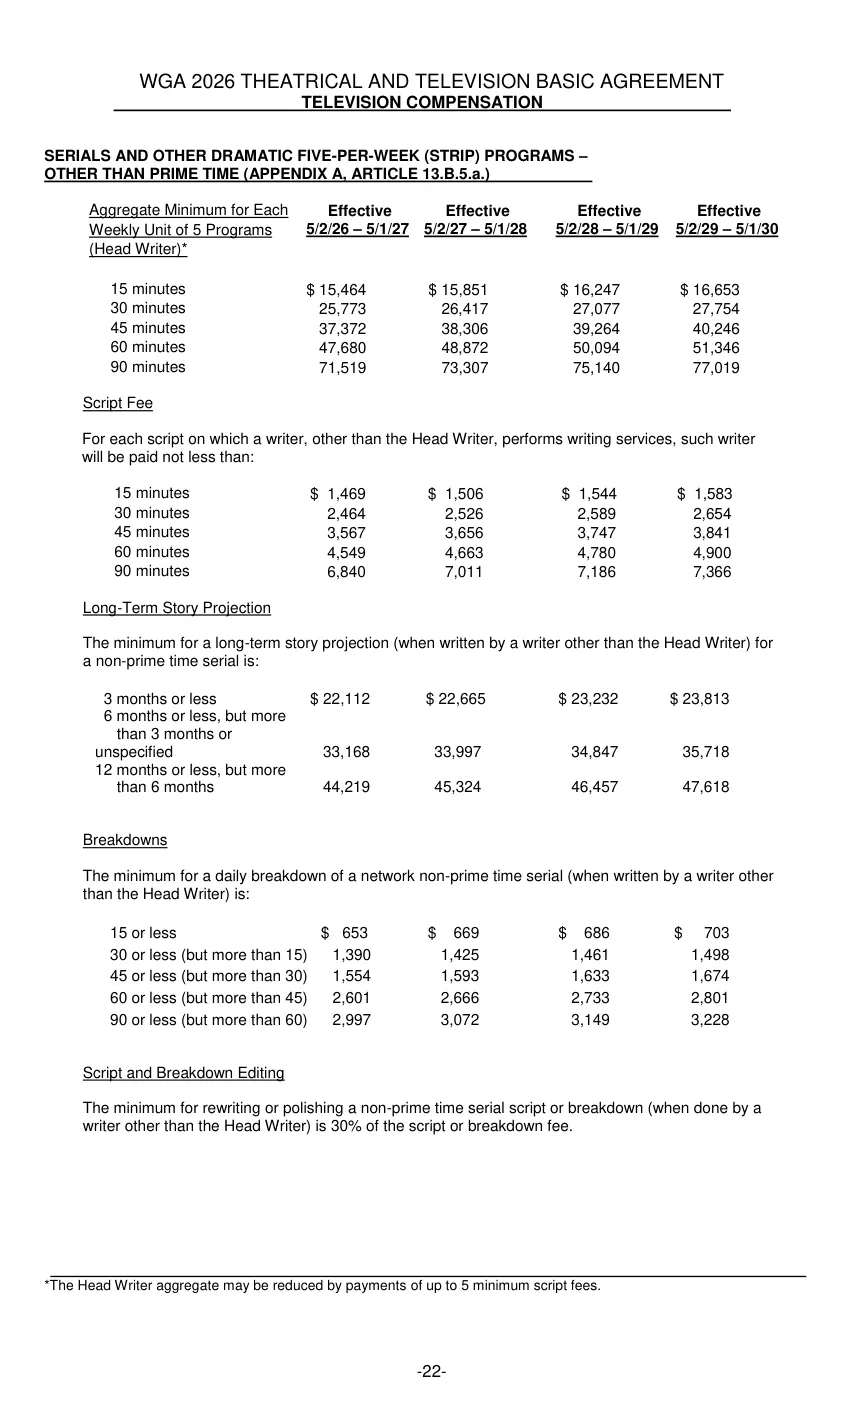 WGA 2026 THEATRICAL AND TELEVISION BASIC AGREEMENT
TELEVISION COMPENSATION
SERIALS AND OTHER DRAMATIC FIVE-PER-WEEK (STRIP) PROGRAMS –
OTHER THAN PRIME TIME (APPENDIX A, ARTICLE 13.B.5.a.)
Aggregate Minimum for Each Effective Effective Effective Effective
Weekly Unit of 5 Programs 5/2/26 – 5/1/27 5/2/27 – 5/1/28 5/2/28 – 5/1/29 5/2/29 – 5/1/30
(Head Writer)*
15 minutes $ 15,464 $ 15,851 $ 16,247 $ 16,653
30 minutes 25,773 26,417 27,077 27,754
45 minutes 37,372 38,306 39,264 40,246
60 minutes 47,680 48,872 50,094 51,346
90 minutes 71,519 73,307 75,140 77,019
Script Fee
For each script on which a writer, other than the Head Writer, performs writing services, such writer
will be paid not less than:
15 minutes $ 1,469 $ 1,506 $ 1,544 $ 1,583
30 minutes 2,464 2,526 2,589 2,654
45 minutes 3,567 3,656 3,747 3,841
60 minutes 4,549 4,663 4,780 4,900
90 minutes 6,840 7,011 7,186 7,366
Long-Term Story Projection
The minimum for a long-term story projection (when written by a writer other than the Head Writer) for
a non-prime time serial is:
3 months or less $ 22,112 $ 22,665 $ 23,232 $ 23,813
6 months or less, but more
than 3 months or
unspecified 33,168 33,997 34,847 35,718
12 months or less, but more
than 6 months 44,219 45,324 46,457 47,618
Breakdowns
The minimum for a daily breakdown of a network non-prime time serial (when written by a writer other
than the Head Writer) is:
15 or less $ 653 $ 669 $ 686 $ 703
30 or less (but more than 15) 1,390 1,425 1,461 1,498
45 or less (but more than 30) 1,554 1,593 1,633 1,674
60 or less (but more than 45) 2,601 2,666 2,733 2,801
90 or less (but more than 60) 2,997 3,072 3,149 3,228
Script and Breakdown Editing
The minimum for rewriting or polishing a non-prime time serial script or breakdown (when done by a
writer other than the Head Writer) is 30% of the script or breakdown fee.
*The Head Writer aggregate may be reduced by payments of up to 5 minimum script fees.
-22-